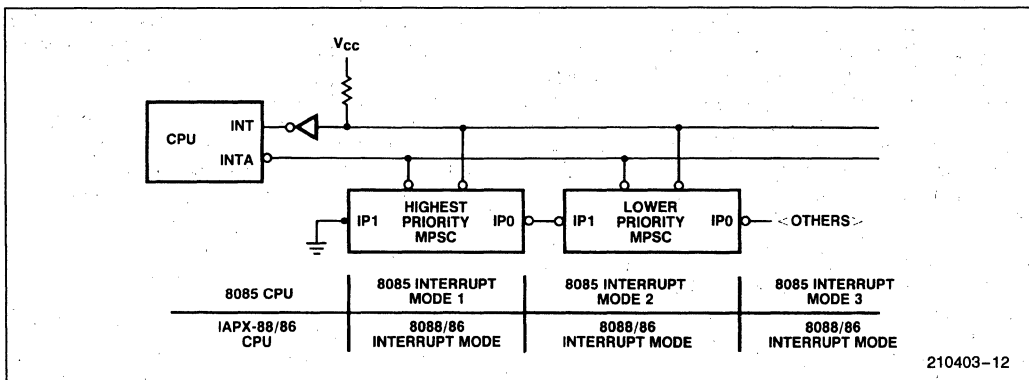 Vcc
CPU
INT
INTA
IP1
HIGHEST
PRIORITY
MPSC
IP0
IP1
LOWER
PRIORITY
MPSC
IP0
<OTHERS>
8085 CPU
8085 INTERRUPT
MODE 1
8085 INTERRUPT
MODE 2
8085 INTERRUPT
MODE 3
IAPX-88/86
CPU
8088/86
INTERRUPT MODE
8088/86
INTERRUPT MODE
8088/86
INTERRUPT MODE
210403-12